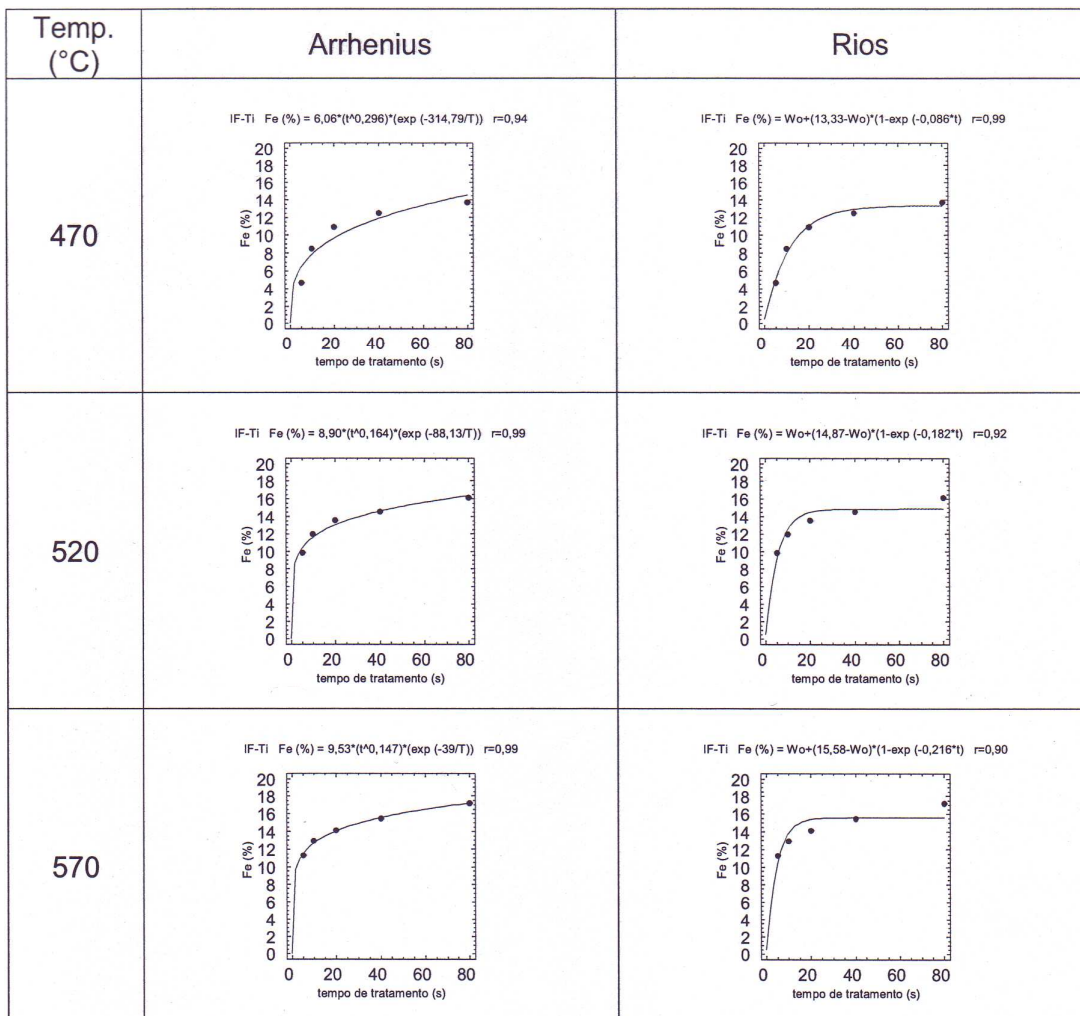 Temp. (°C)
Arrhenius
Rios
470
IF-Ti Fe (%) = 6,06*(t^0,296)*(exp (-314,79/T)) r=0,94
20
18
16
14
12
10
8
6
4
2
0
Fe (%)
0 20 40 60 80
tempo de tratamento (s)
IF-Ti Fe (%) = Wo+(13,33-Wo)*(1-exp (-0,086*t) r=0,99
20
18
16
14
12
10
8
6
4
2
0
Fe (%)
0 20 40 60 80
tempo de tratamento (s)
520
IF-Ti Fe (%) = 8,90*(t^0,164)*(exp (-88,13/T)) r=0,99
20
18
16
14
12
10
8
6
4
2
0
Fe (%)
0 20 40 60 80
tempo de tratamento (s)
IF-Ti Fe (%) = Wo+(14,87-Wo)*(1-exp (-0,182*t) r=0,92
20
18
16
14
12
10
8
6
4
2
0
Fe (%)
0 20 40 60 80
tempo de tratamento (s)
570
IF-Ti Fe (%) = 9,53*(t^0,147)*(exp (-39/T)) r=0,99
20
18
16
14
12
10
8
6
4
2
0
Fe (%)
0 20 40 60 80
tempo de tratamento (s)
IF-Ti Fe (%) = Wo+(15,58-Wo)*(1-exp (-0,216*t) r=0,90
20
18
16
14
12
10
8
6
4
2
0
Fe (%)
0 20 40 60 80
tempo de tratamento (s)